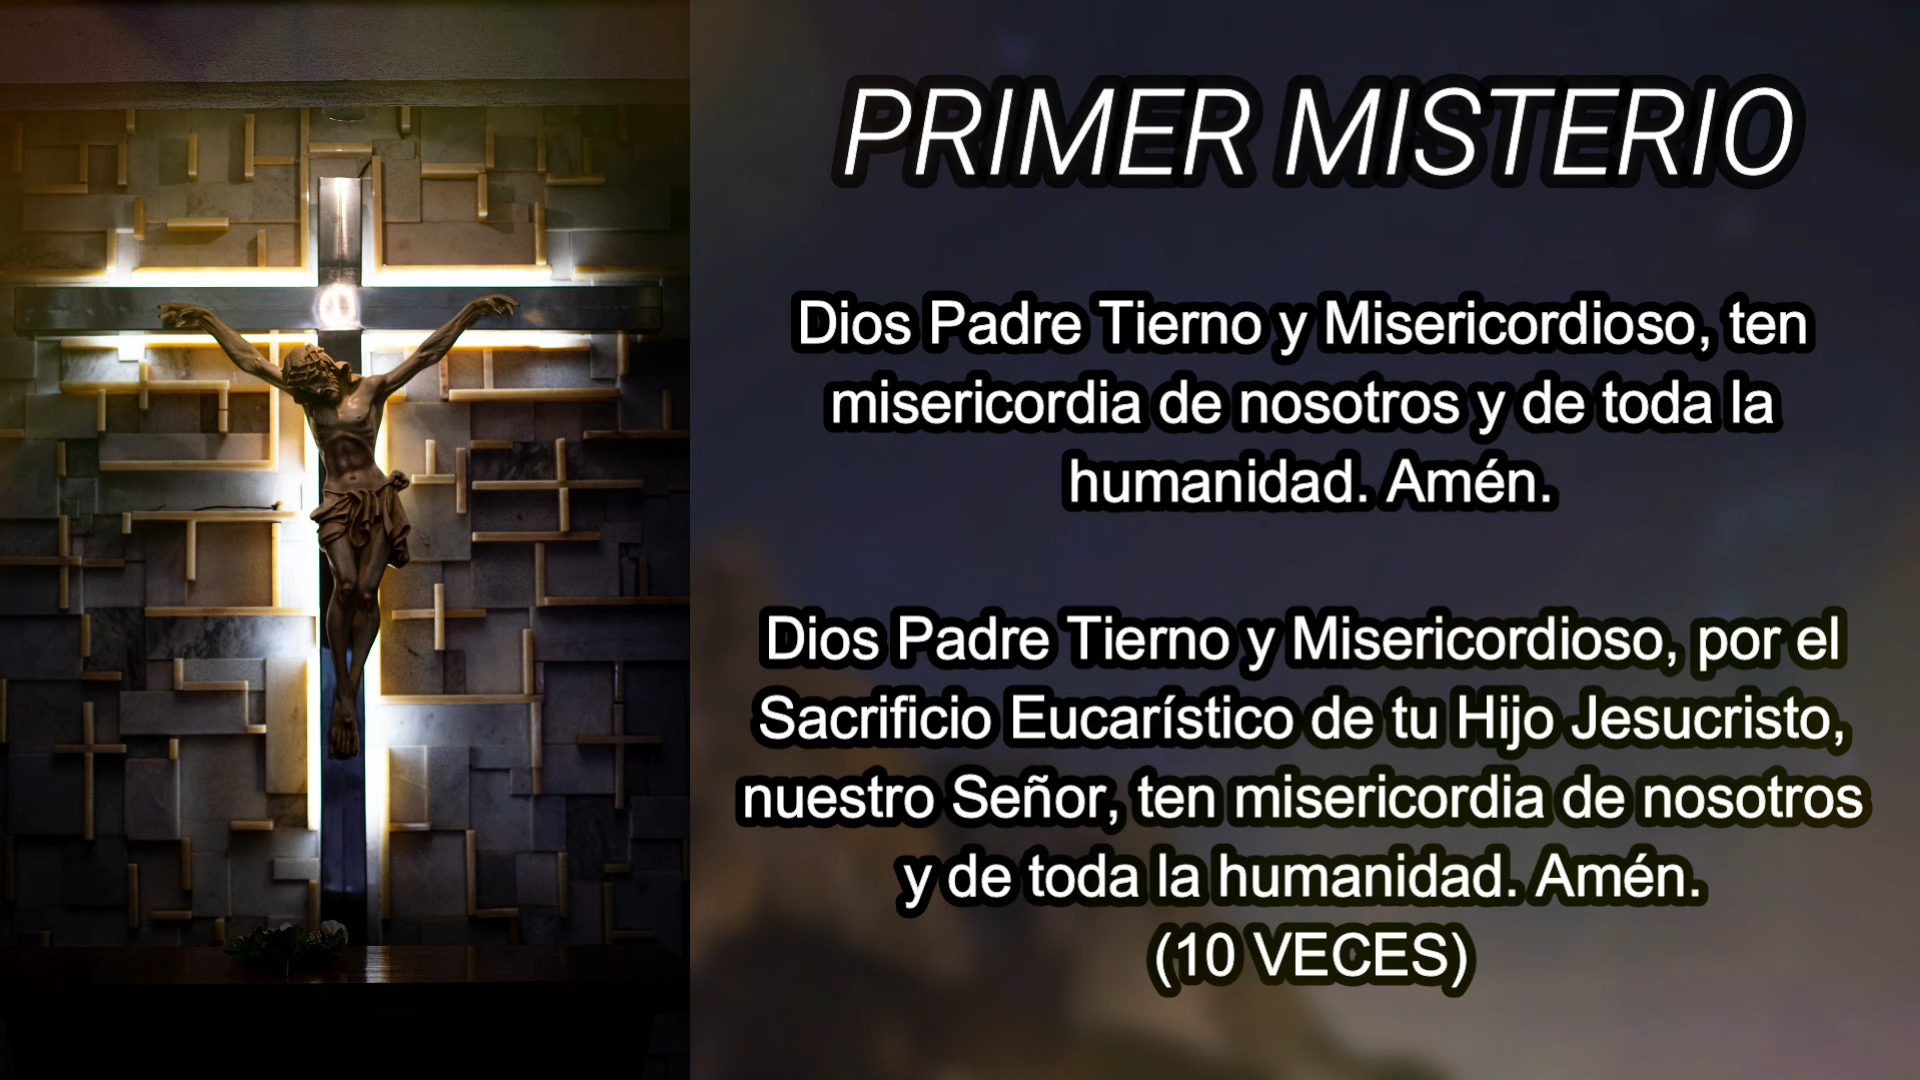 PRIMER MISTERIO
Dios Padre Tierno y Misericordioso, ten
misericordia de nosotros y de toda la
humanidad. Amén.
Dios Padre Tierno y Misericordioso, por el
Sacrificio Eucarístico de tu Hijo Jesucristo,
nuestro Señor, ten misericordia de nosotros
y de toda la humanidad. Amén.
(10 VECES)